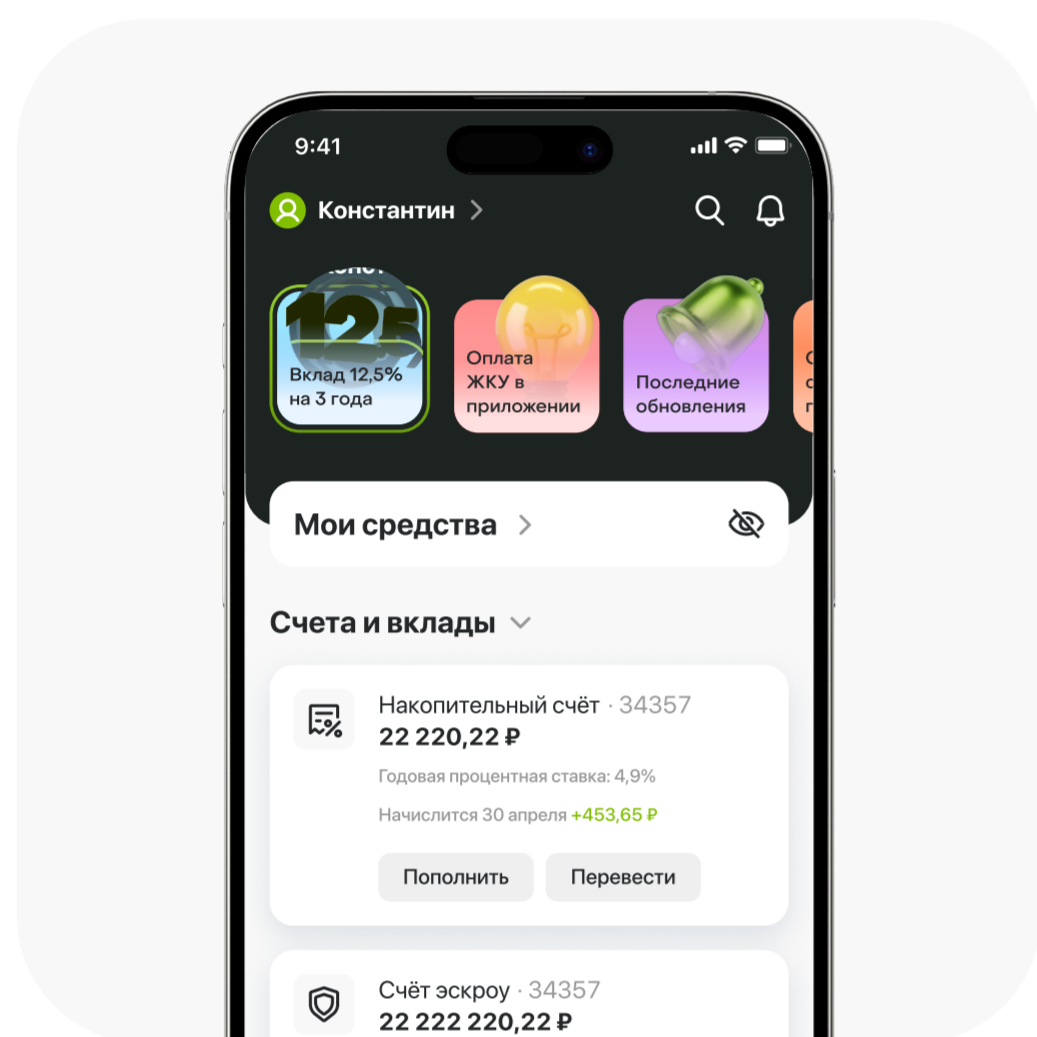 9:41
Константин
125
Вклад 12,5%
на 3 года
Оплата
ЖКУ в
приложении
Последние
обновления
Мои средства
Счета и вклады
Накопительный счёт · 34357
22 220,22 ₽
Годовая процентная ставка: 4,9%
Начислится 30 апреля +453,65 ₽
Пополнить
Перевести
Счёт эскроу · 34357
22 222 220,22 ₽